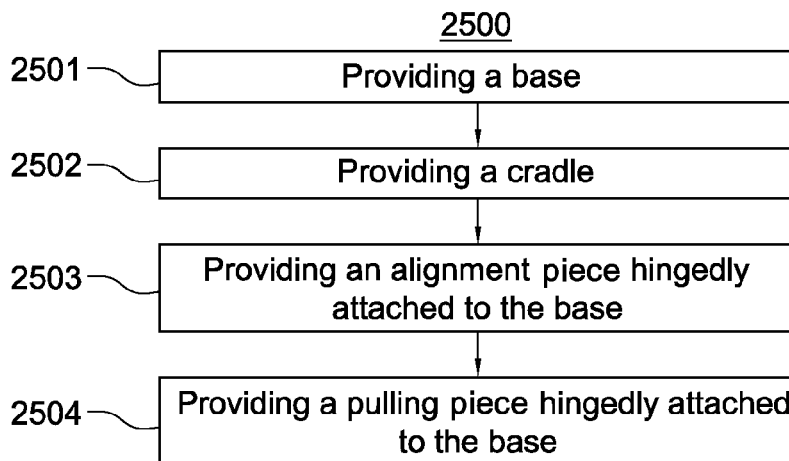 2500
2501 Providing a base
2502 Providing a cradle
2503 Providing an alignment piece hingedly
attached to the base
2504 Providing a pulling piece hingedly attached
to the base